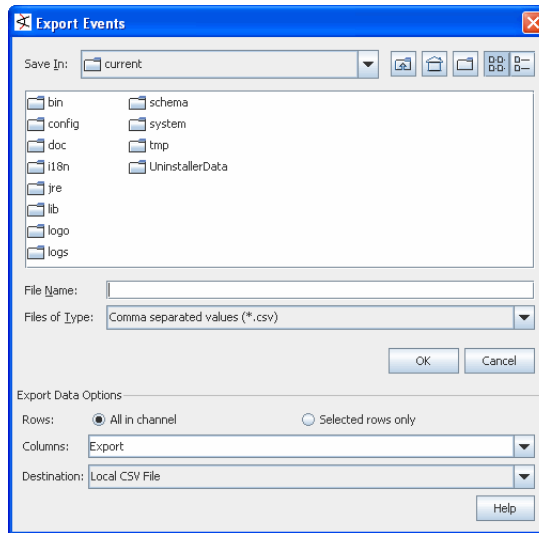 Export Events
Save In: current
bin schema
config system
doc tmp
i18n UninstallerData
jre
lib
logo
logs
File Name:
Files of Type: Comma separated values (*.csv)
OK Cancel
Export Data Options
Rows: All in channel Selected rows only
Columns: Export
Destination: Local CSV File
Help